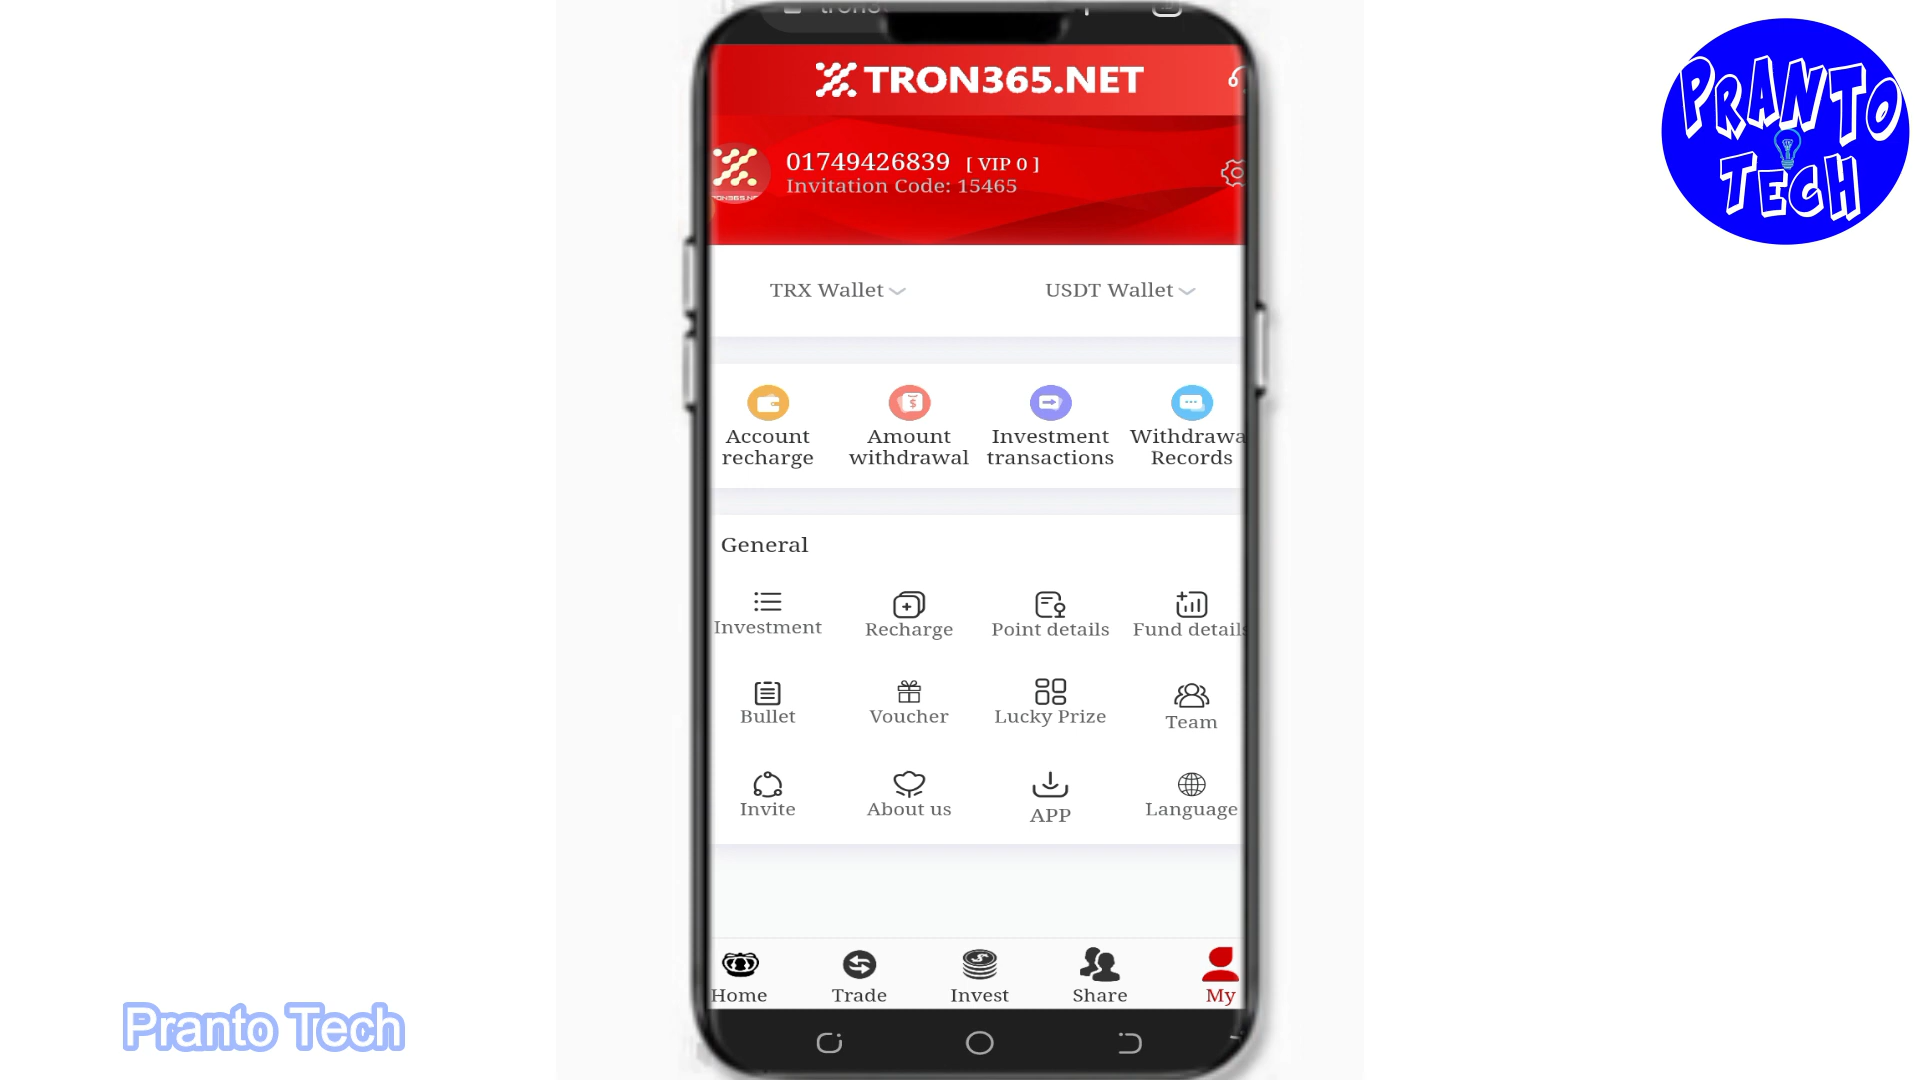 TRON365.NET
01749426839 [ VIP 0 ]
Invitation Code: 15465
TRX Wallet
USDT Wallet
Account recharge
Amount withdrawal
Investment transactions
Withdrawa
Records
General
Investment
Recharge
Point details
Fund details
Bullet
Voucher
Lucky Prize
Team
Invite
About us
APP
Language
Home
Trade
Invest
Share
My
PRANTO
TECH
Pranto Tech